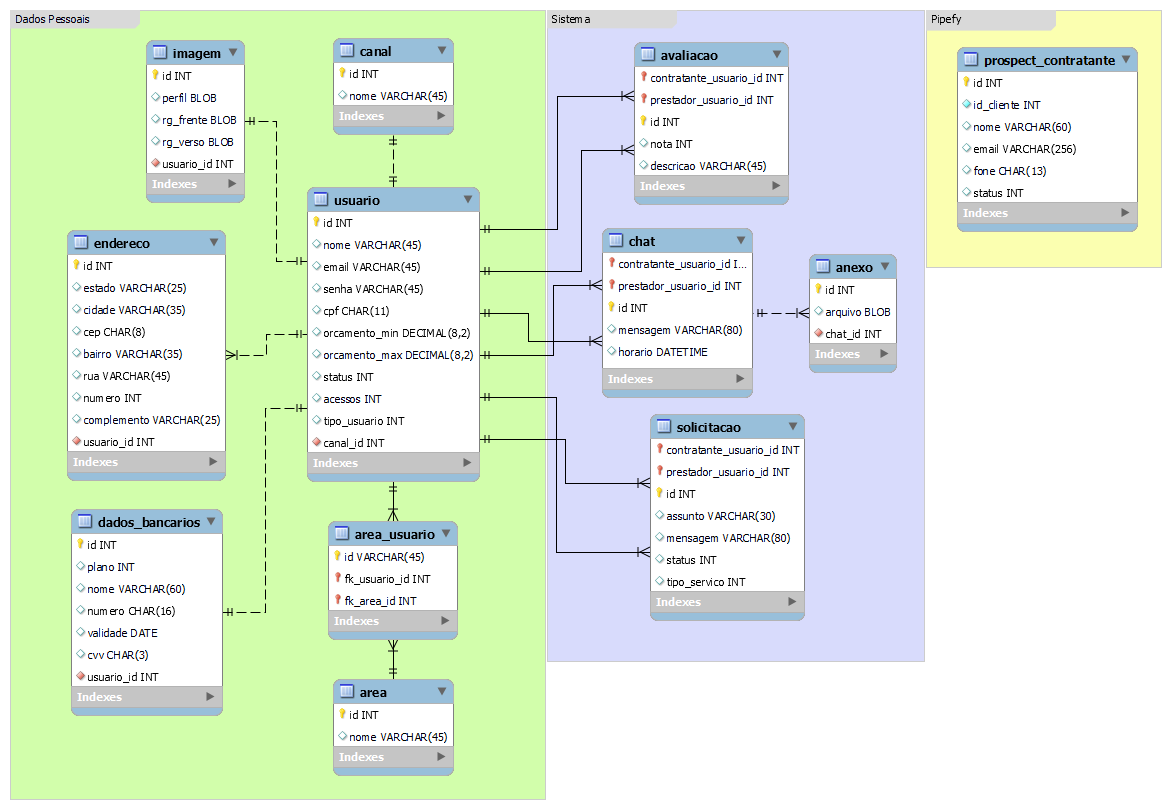 Dados Pessoais
imagem
id INT
perfil BLOB
rg_frente BLOB
rg_verso BLOB
usuario_id INT
Indexes
canal
id INT
nome VARCHAR(45)
Indexes
endereco
id INT
estado VARCHAR(25)
cidade VARCHAR(35)
cep CHAR(8)
bairro VARCHAR(35)
rua VARCHAR(45)
numero INT
complemento VARCHAR(25)
usuario_id INT
Indexes
usuario
id INT
nome VARCHAR(45)
email VARCHAR(45)
senha VARCHAR(45)
cpf CHAR(11)
orcamento_min DECIMAL(8,2)
orcamento_max DECIMAL(8,2)
status INT
acessos INT
tipo_usuario INT
canal_id INT
Indexes
dados_bancarios
id INT
plano INT
nome VARCHAR(60)
numero CHAR(16)
validade DATE
cvv CHAR(3)
usuario_id INT
Indexes
area_usuario
id VARCHAR(45)
fk_usuario_id INT
fk_area_id INT
Indexes
area
id INT
nome VARCHAR(45)
Indexes
Sistema
avaliacao
contratante_usuario_id INT
prestador_usuario_id INT
id INT
nota INT
descricao VARCHAR(45)
Indexes
chat
contratante_usuario_id I...
prestador_usuario_id INT
id INT
mensagem VARCHAR(80)
horario DATETIME
Indexes
anexo
id INT
arquivo BLOB
chat_id INT
Indexes
solicitacao
contratante_usuario_id INT
prestador_usuario_id INT
id INT
assunto VARCHAR(30)
mensagem VARCHAR(80)
status INT
tipo_servico INT
Indexes
Pipefy
prospect_contratante
id INT
id_cliente INT
nome VARCHAR(60)
email VARCHAR(256)
fone CHAR(13)
status INT
Indexes